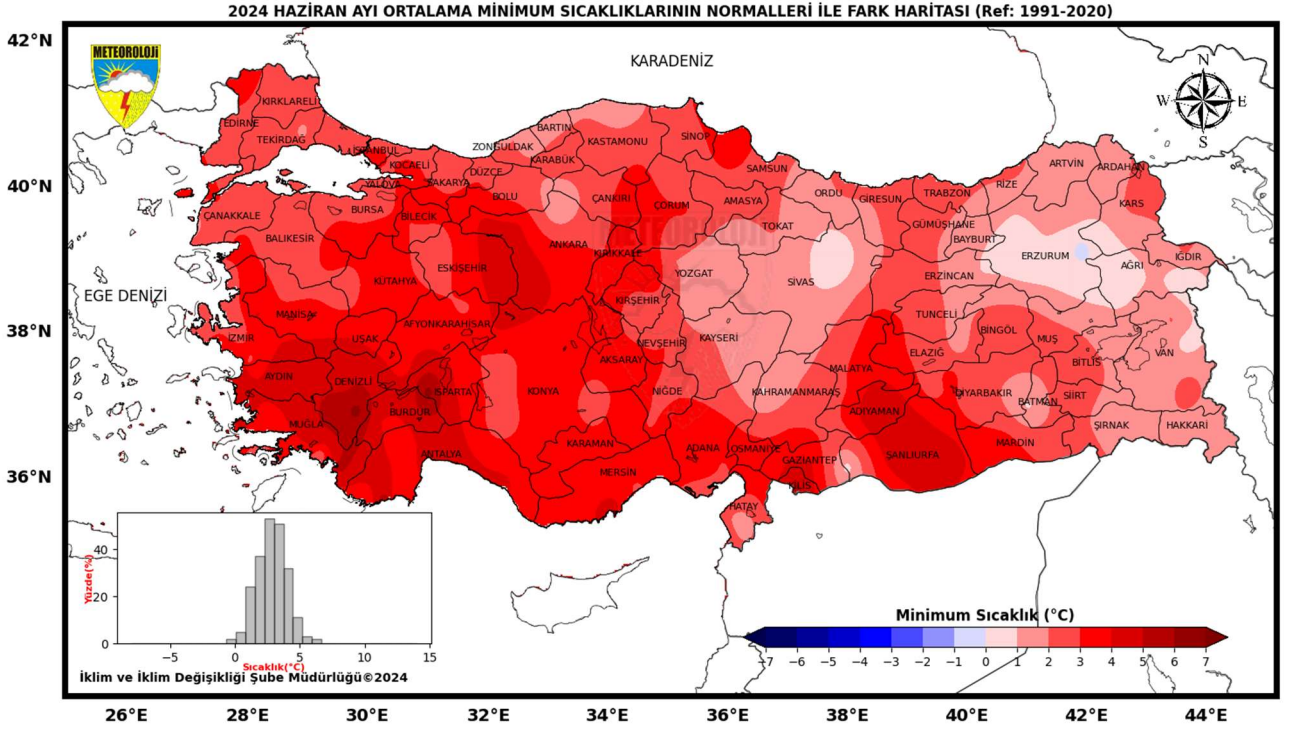 2024 HAZİRAN AYI ORTALAMA MİNİMUM SICAKLIKLARININ NORMALLERİ İLE FARK HARİTASI (Ref: 1991-2020)
42°N
40°N
38°N
36°N
METEOROLOJİ
KARADENİZ
N
W
E
S
EGE DENİZİ
KIRKLARELİ
EDİRNE
TEKİRDAĞ
İSTANBUL
KOCAELİ
YALOVA
SAKARYA
DÜZCE
ZONGULDAK
BARTIN
KARABÜK
KASTAMONU
SİNOP
SAMSUN
ORDU
GİRESUN
TRABZON
RİZE
ARTVİN
ARDAHAN
KARS
ÇANAKKALE
BURSA
BİLECİK
BOLU
ÇANKIRI
ÇORUM
AMASYA
TOKAT
GÜMÜŞHANE
BAYBURT
BALIKESİR
ESKİŞEHİR
ANKARA
KIRIKKALE
YOZGAT
SİVAS
ERZİNCAN
ERZURUM
AĞRI
IĞDIR
KÜTAHYA
MANİSA
AFYONKARAHİSAR
KIRŞEHİR
TUNCELİ
BİNGÖL
MUŞ
İZMİR
UŞAK
NEVŞEHİR
KAYSERİ
AKSARAY
MALATYA
ELAZIĞ
BİTLİS
VAN
AYDIN
DENİZLİ
ISPARTA
KONYA
NİĞDE
KAHRAMANMARAŞ
DİYARBAKIR
BATMAN
SİİRT
MUĞLA
BURDUR
ADIYAMAN
ŞIRNAK
HAKKARİ
ANTALYA
KARAMAN
ADANA
OSMANİYE
GAZİANTEP
ŞANLIURFA
MARDİN
MERSİN
KİLİS
HATAY
METEOROLOJİ
Yüzde(%)
40
20
0
−5 0 5 10 15
Sıcaklık(°C)
İklim ve İklim Değişikliği Şube Müdürlüğü©2024
Minimum Sıcaklık (°C)
−7 −6 −5 −4 −3 −2 −1 0 1 2 3 4 5 6 7
26°E 28°E 30°E 32°E 34°E 36°E 38°E 40°E 42°E 44°E